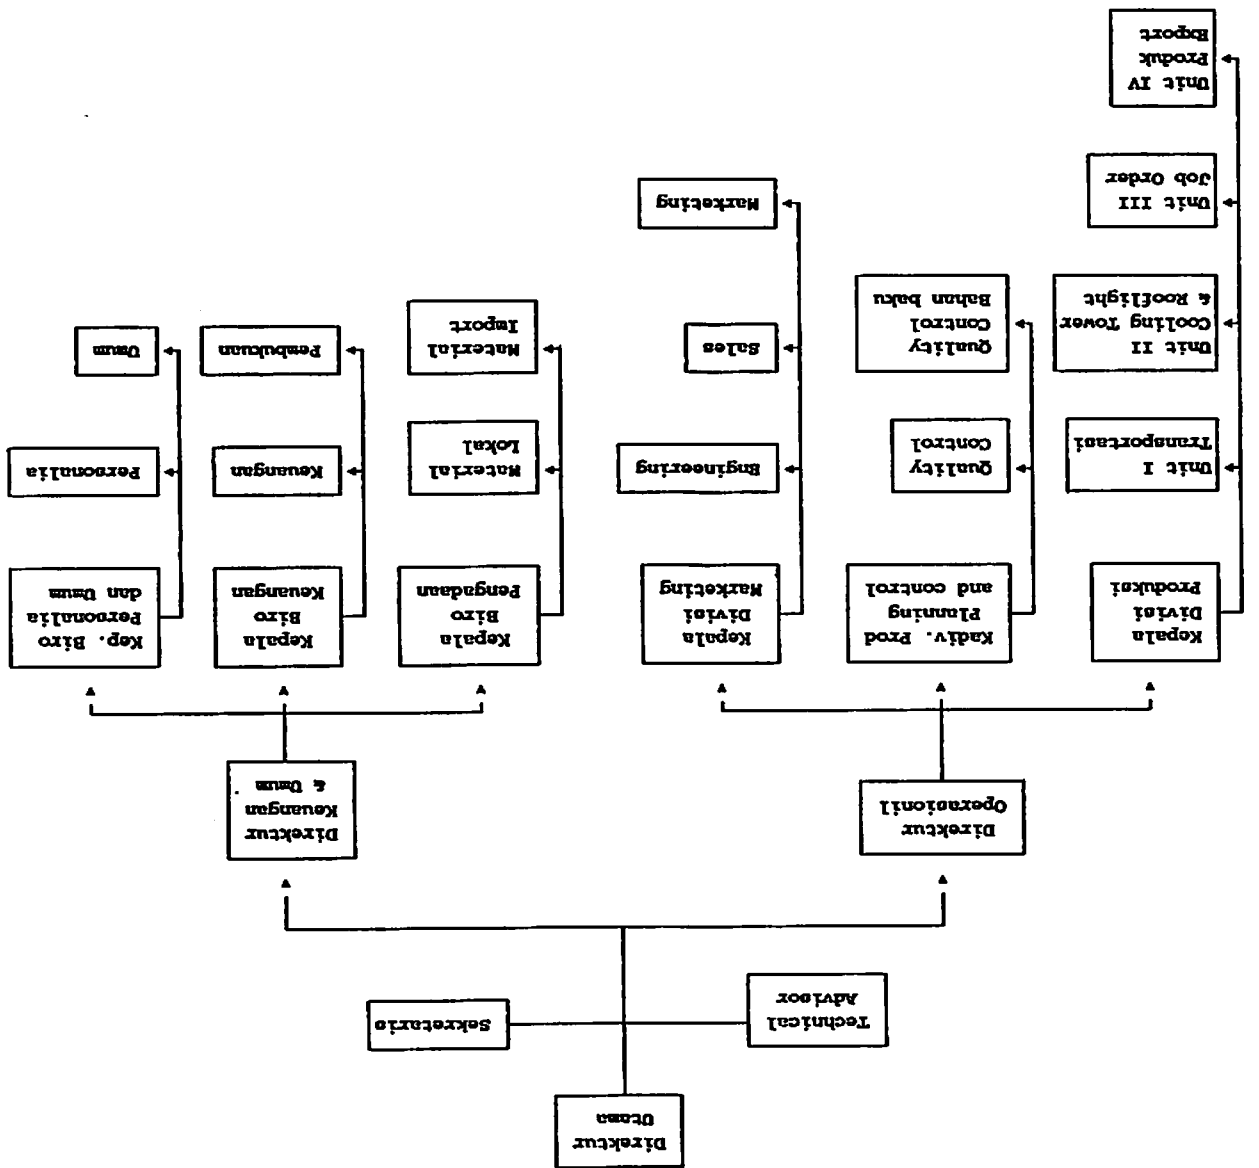 Direktur
Utama
Technical
Advisor
Sekretaris
Direktur
Operasionil
Direktur
Keuangan
& Umum
Kepala
Divisi
Produksi
Kadiv. Prod.
Planning
and control
Kepala
Divisi
Marketing
Kepala
Biro
Pengadaan
Kepala
Biro
Keuangan
Kep. Biro
Personalia
dan Umum
Unit I
Transportasi
Quality
Control
Engineering
Material
Lokal
Keuangan
Personalia
Unit II
Cooling Tower
& Rooflight
Quality
Control
Bahan baku
Sales
Material
Import
Pembukuan
Umum
Unit III
Job Order
Marketing
Unit IV
Produk
Export